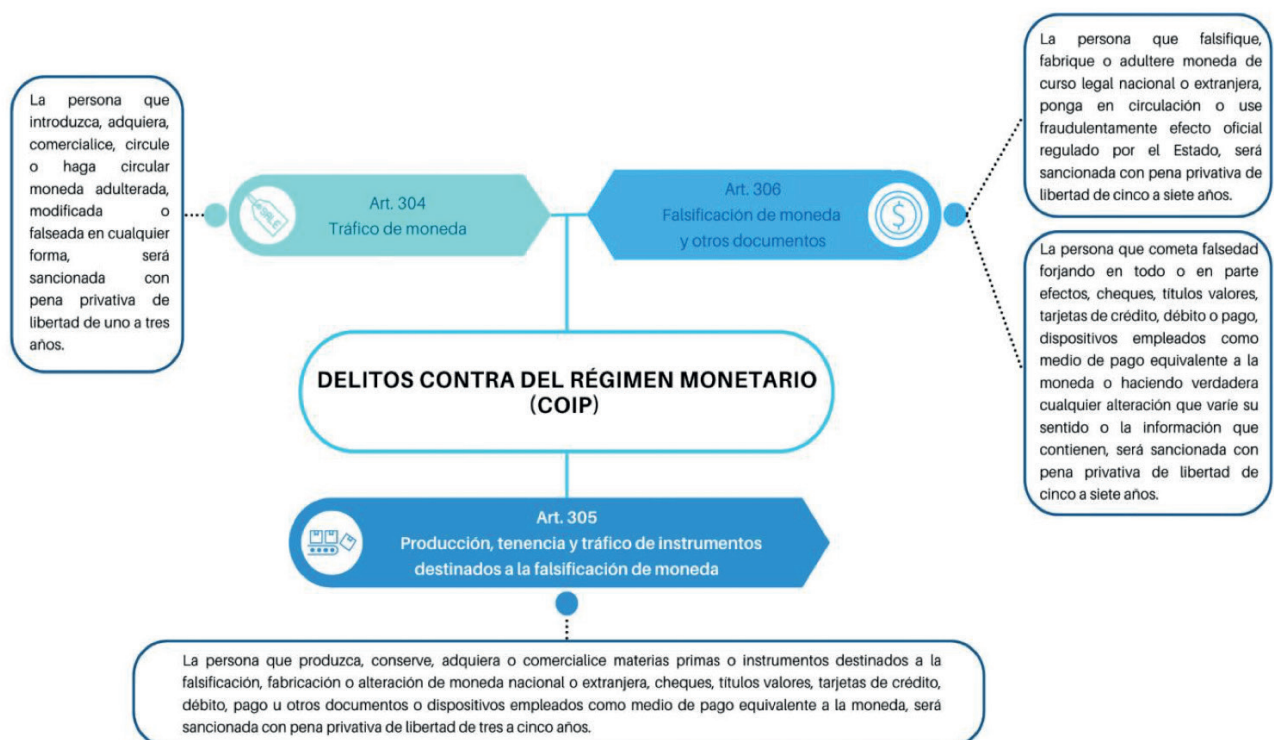 La persona que
introduzca, adquiera,
comercialice, circule
o haga circular
moneda adulterada,
modificada o
falseada en cualquier
forma, será
sancionada con
pena privativa de
libertad de uno a tres
años.
SALE
Art. 304
Tráfico de moneda
Art. 306
Falsificación de moneda
y otros documentos
$
La persona que falsifique,
fabrique o adultere moneda de
curso legal nacional o extranjera,
ponga en circulación o use
fraudulentamente efecto oficial
regulado por el Estado, será
sancionada con pena privativa de
libertad de cinco a siete años.
La persona que cometa falsedad
forjando en todo o en parte
efectos, cheques, títulos valores,
tarjetas de crédito, débito o pago,
dispositivos empleados como
medio de pago equivalente a la
moneda o haciendo verdadera
cualquier alteración que varíe su
sentido o la información que
contienen, será sancionada con
pena privativa de libertad de
cinco a siete años.
DELITOS CONTRA DEL RÉGIMEN MONETARIO
(COIP)
Art. 305
Producción, tenencia y tráfico de instrumentos
destinados a la falsificación de moneda
La persona que produzca, conserve, adquiera o comercialice materias primas o instrumentos destinados a la
falsificación, fabricación o alteración de moneda nacional o extranjera, cheques, títulos valores, tarjetas de crédito,
débito, pago u otros documentos o dispositivos empleados como medio de pago equivalente a la moneda, será
sancionada con pena privativa de libertad de tres a cinco años.